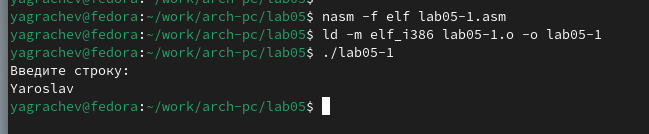 yagrachev@fedora:~/work/arch-pc/lab05$ nasm -f elf lab05-1.asm
yagrachev@fedora:~/work/arch-pc/lab05$ ld -m elf_i386 lab05-1.o -o lab05-1
yagrachev@fedora:~/work/arch-pc/lab05$ ./lab05-1
Введите строку:
Yaroslav
yagrachev@fedora:~/work/arch-pc/lab05$